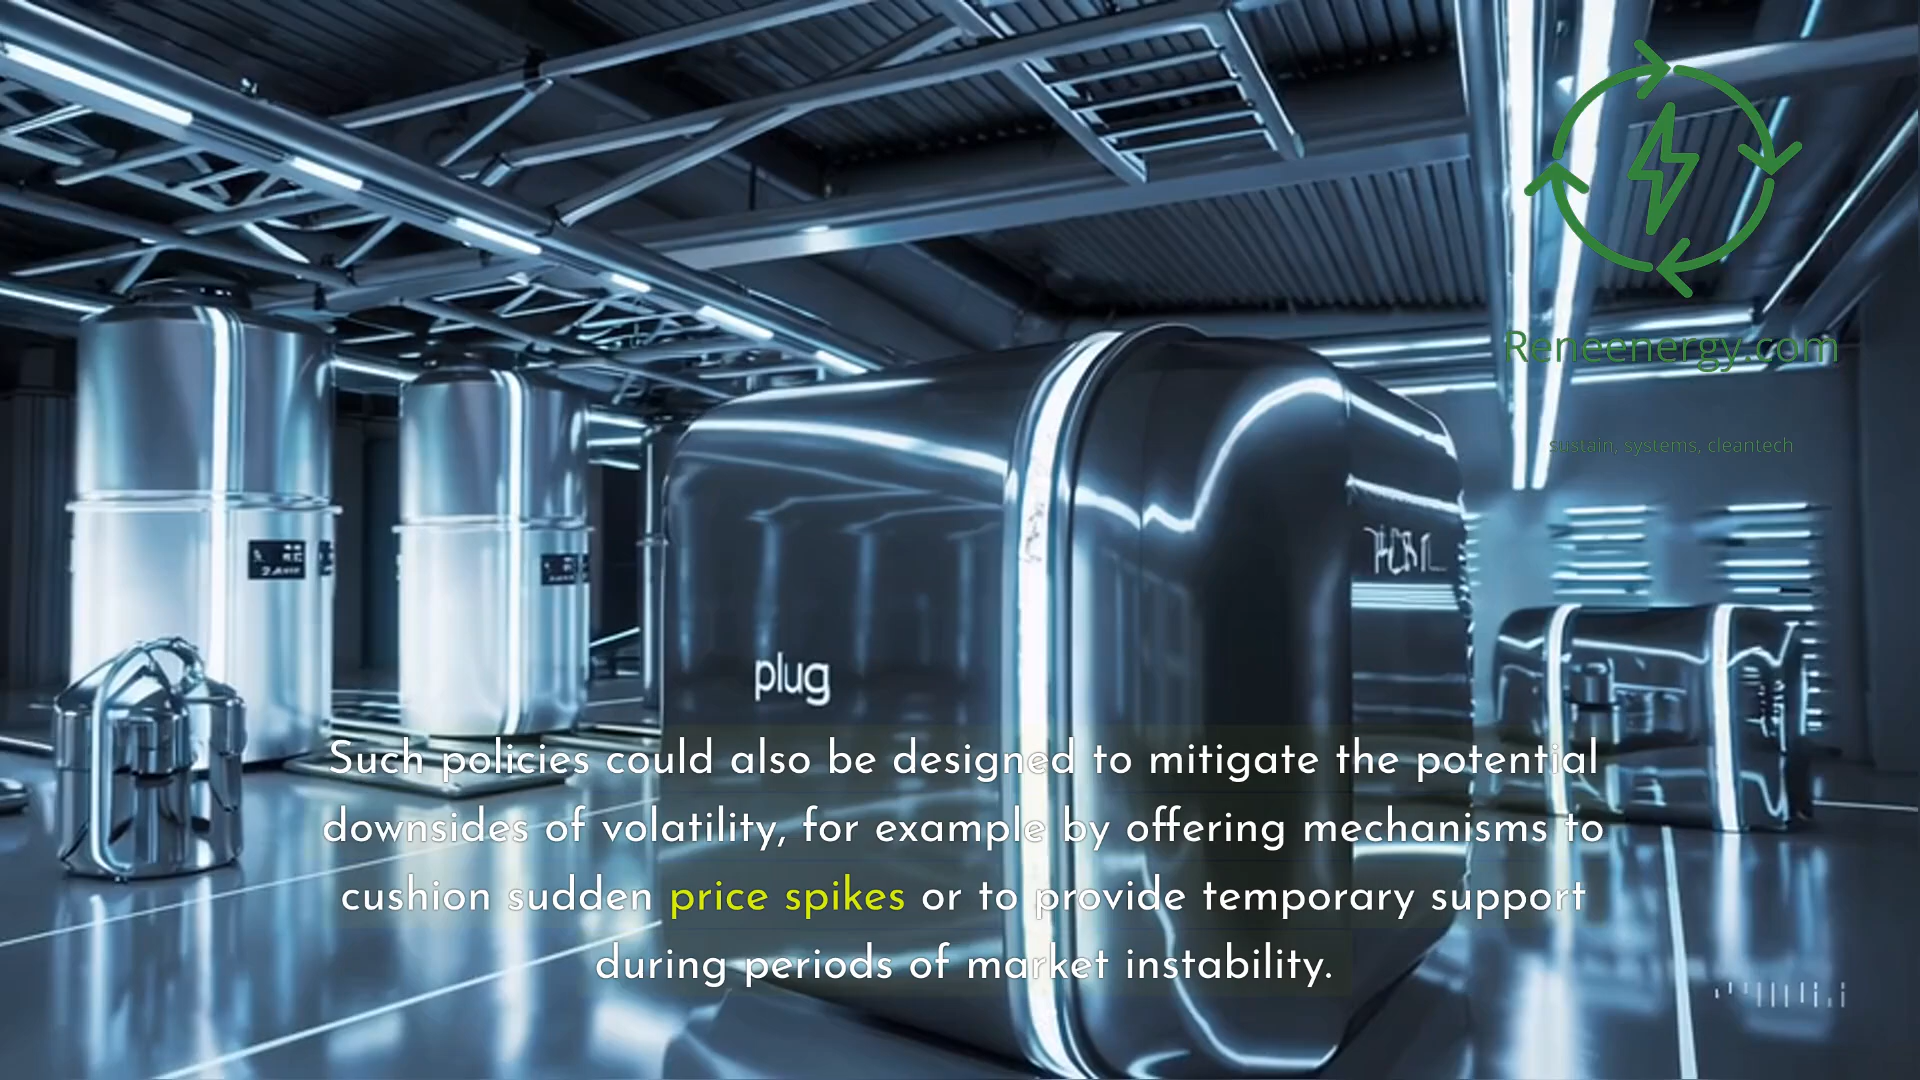 Reneenergy.com
sustain, systems, cleantech
plug
Such policies could also be designed to mitigate the potential
downsides of volatility, for example by offering mechanisms to
cushion sudden price spikes or to provide temporary support
during periods of market instability.